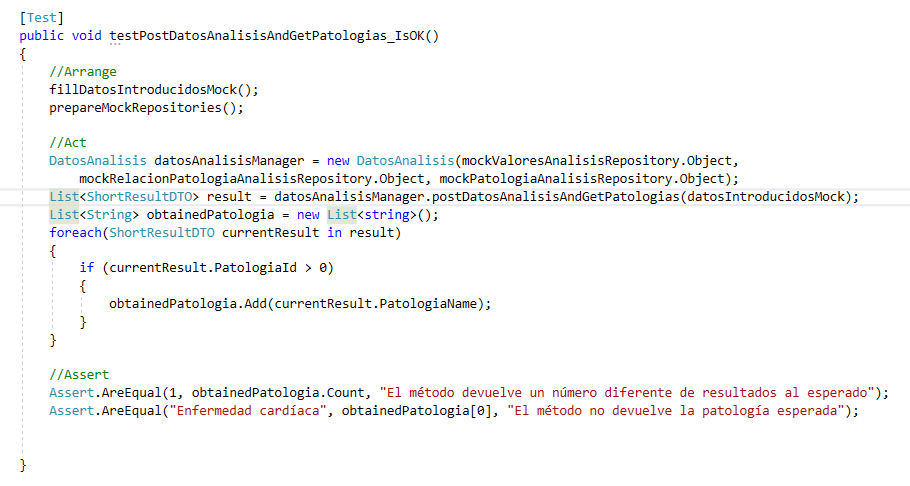 [Test]
public void testPostDatosAnalisisAndGetPatologias_IsOK()
{
//Arrange
fillDatosIntroducidosMock();
prepareMockRepositories();
//Act
DatosAnalisis datosAnalisisManager = new DatosAnalisis(mockValoresAnalisisRepository.Object,
mockRelacionPatologiaAnalisisRepository.Object, mockPatologiaAnalisisRepository.Object);
List<ShortResultDTO> result = datosAnalisisManager.postDatosAnalisisAndGetPatologias(datosIntroducidosMock);
List<String> obtainedPatologia = new List<string>();
foreach(ShortResultDTO currentResult in result)
{
if (currentResult.PatologiaId > 0)
{
obtainedPatologia.Add(currentResult.PatologiaName);
}
}
//Assert
Assert.AreEqual(1, obtainedPatologia.Count, "El método devuelve un número diferente de resultados al esperado");
Assert.AreEqual("Enfermedad cardíaca", obtainedPatologia[0], "El método no devuelve la patología esperada");
}